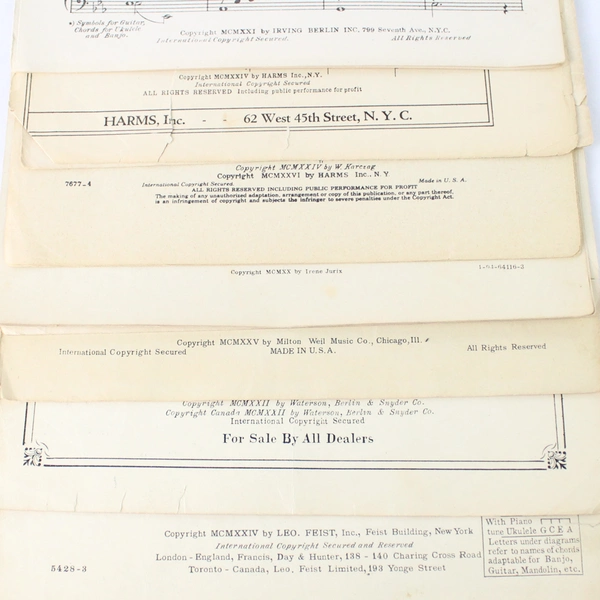 *) Symbols for Guitar,
Chords for Ukulele
and Banjo.
Copyright MCMXXI by IRVING BERLIN INC. 799 Seventh Ave., N.Y.C.
International Copyright Secured. All Rights Reserved
Copyright MCMXXIV by HARMS Inc., N.Y.
International Copyright Secured
ALL RIGHTS RESERVED Including public performance for profit
HARMS, Inc. - - 62 West 45th Street, N. Y. C.
Copyright MCMXXIV by W. Karczag
Copyright MCMXXVI by HARMS Inc., N.Y
7677-4 International Copyright Secured. Made in U. S. A.
ALL RIGHTS RESERVED INCLUDING PUBLIC PERFORMANCE FOR PROFIT
The making of any unauthorized adaptation, arrangement or copy of this publication, or any part thereof,
is an infringement of copyright and subjects the infringer to severe penalties under the Copyright Act.
Copyright MCMXX by Irene Jurix
Copyright MCMXXV by Milton Weil Music Co., Chicago, Ill.
International Copyright Secured MADE IN U.S.A. All Rights Reserved
Copyright MCMXXII by Waterson, Berlin & Snyder Co.
Copyright Canada MCMXXII by Waterson, Berlin & Snyder Co.
International Copyright Secured
For Sale By All Dealers
Copyright MCMXXIV by LEO. FEIST, Inc., Feist Building, New York
International Copyright Secured and Reserved
London - England, Francis, Day & Hunter, 138 - 140 Charing Cross Road
5428-3 Toronto - Canada, Leo. Feist Limited, 193 Yonge Street
With Piano
tune Ukulele G C E A
Letters under diagrams
refer to names of chords
adaptable for Banjo,
Guitar, Mandolin, etc.